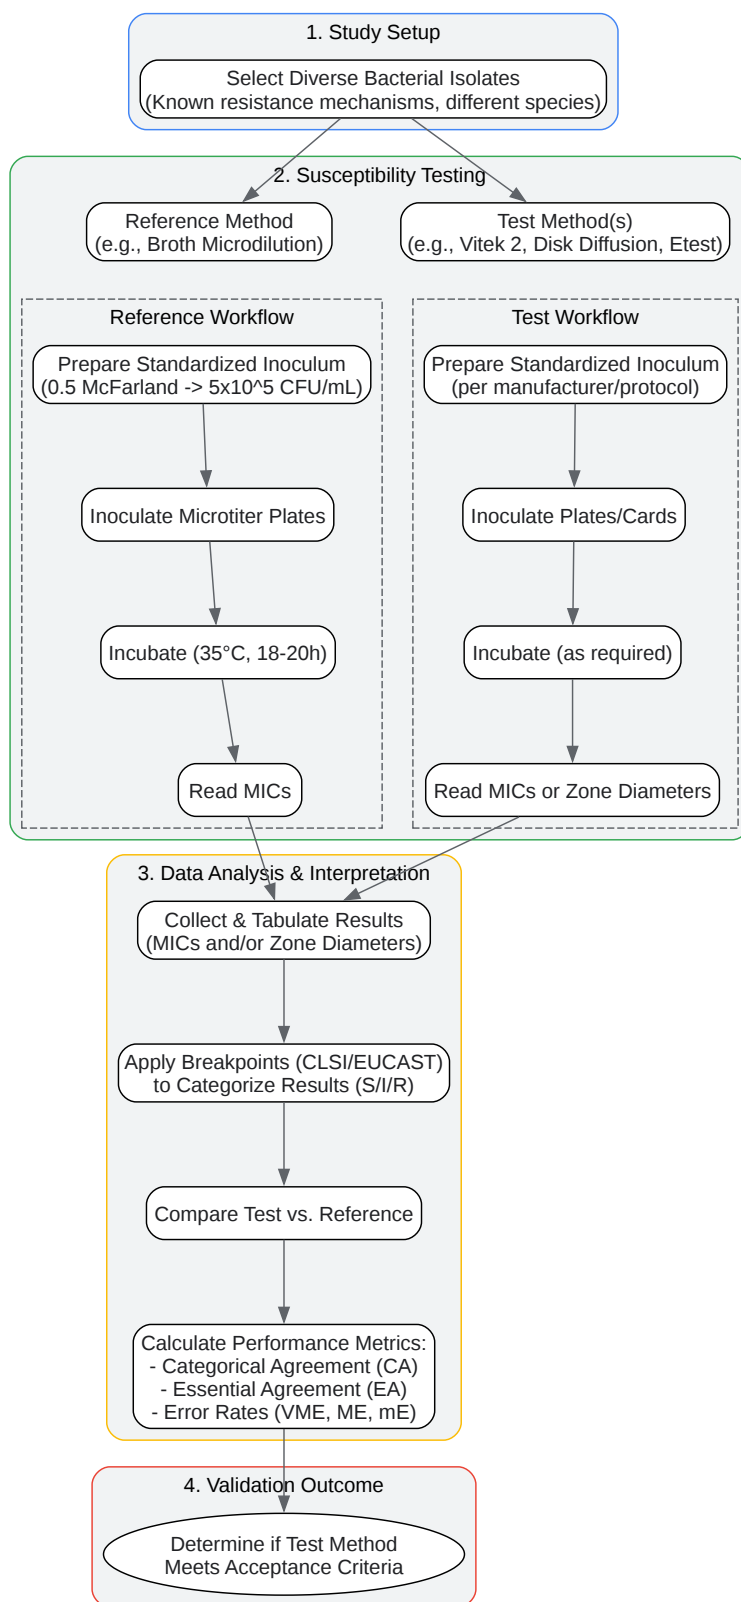 1. Study Setup
Select Diverse Bacterial Isolates
(Known resistance mechanisms, different species)
2. Susceptibility Testing
Reference Method
(e.g., Broth Microdilution)
Test Method(s)
(e.g., Vitek 2, Disk Diffusion, Etest)
Reference Workflow
Prepare Standardized Inoculum
(0.5 McFarland -> 5x10^5 CFU/mL)
Inoculate Microtiter Plates
Incubate (35°C, 18-20h)
Read MICs
Test Workflow
Prepare Standardized Inoculum
(per manufacturer/protocol)
Inoculate Plates/Cards
Incubate (as required)
Read MICs or Zone Diameters
3. Data Analysis & Interpretation
Collect & Tabulate Results
(MICs and/or Zone Diameters)
Apply Breakpoints (CLSI/EUCAST)
to Categorize Results (S/I/R)
Compare Test vs. Reference
Calculate Performance Metrics:
- Categorical Agreement (CA)
- Essential Agreement (EA)
- Error Rates (VME, ME, mE)
4. Validation Outcome
Determine if Test Method
Meets Acceptance Criteria